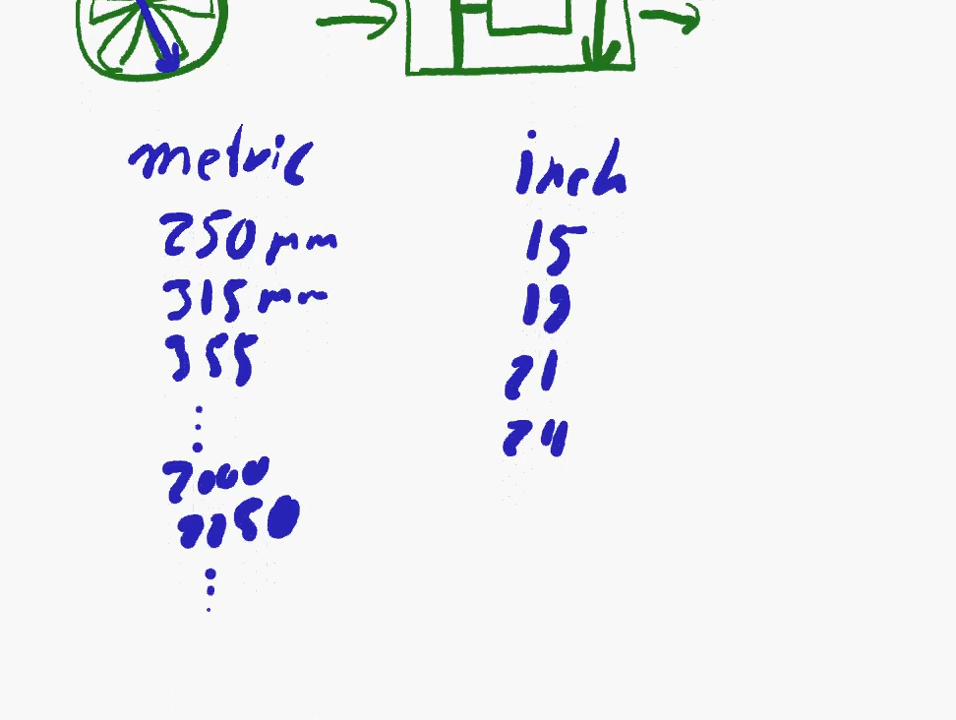 metric
250 mm
315 mm
355
⋮
2000
2250
⋮
inch
15
19
21
24